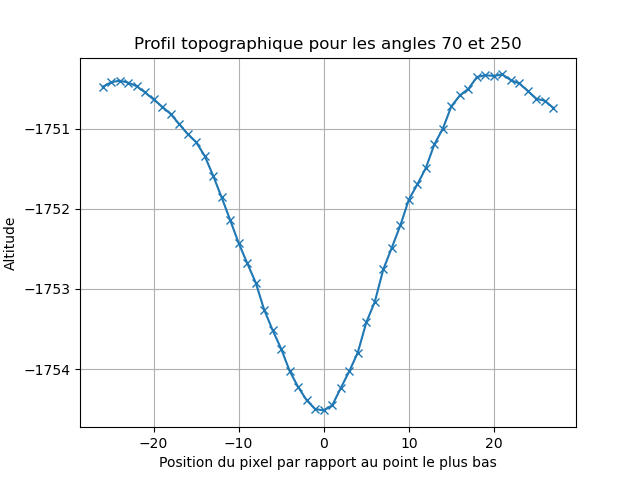 Profil topographique pour les angles 70 et 250
−1751
−1752
−1753
−1754
Altitude
−20 −10 0 10 20
Position du pixel par rapport au point le plus bas